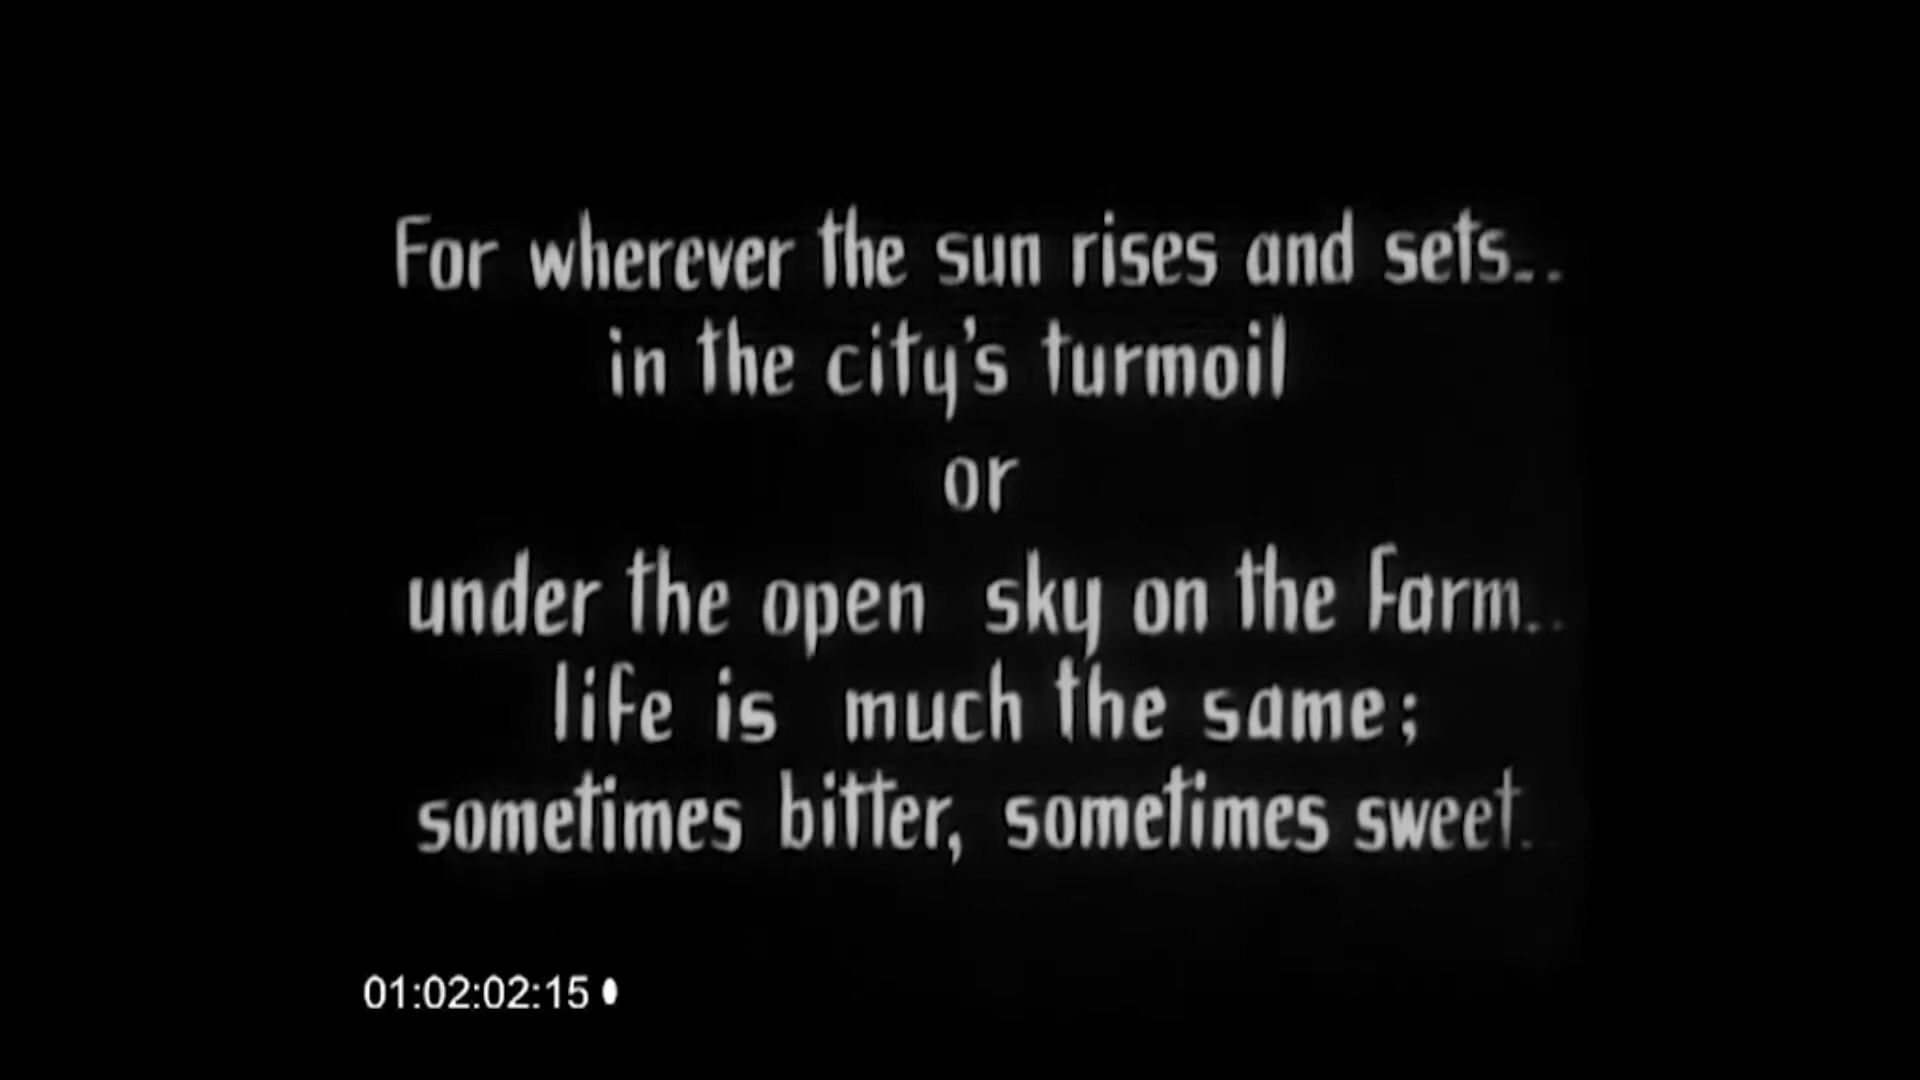 For wherever the sun rises and sets..
in the city's turmoil
or
under the open sky on the farm..
life is much the same;
sometimes bitter, sometimes sweet.
01:02:02:15